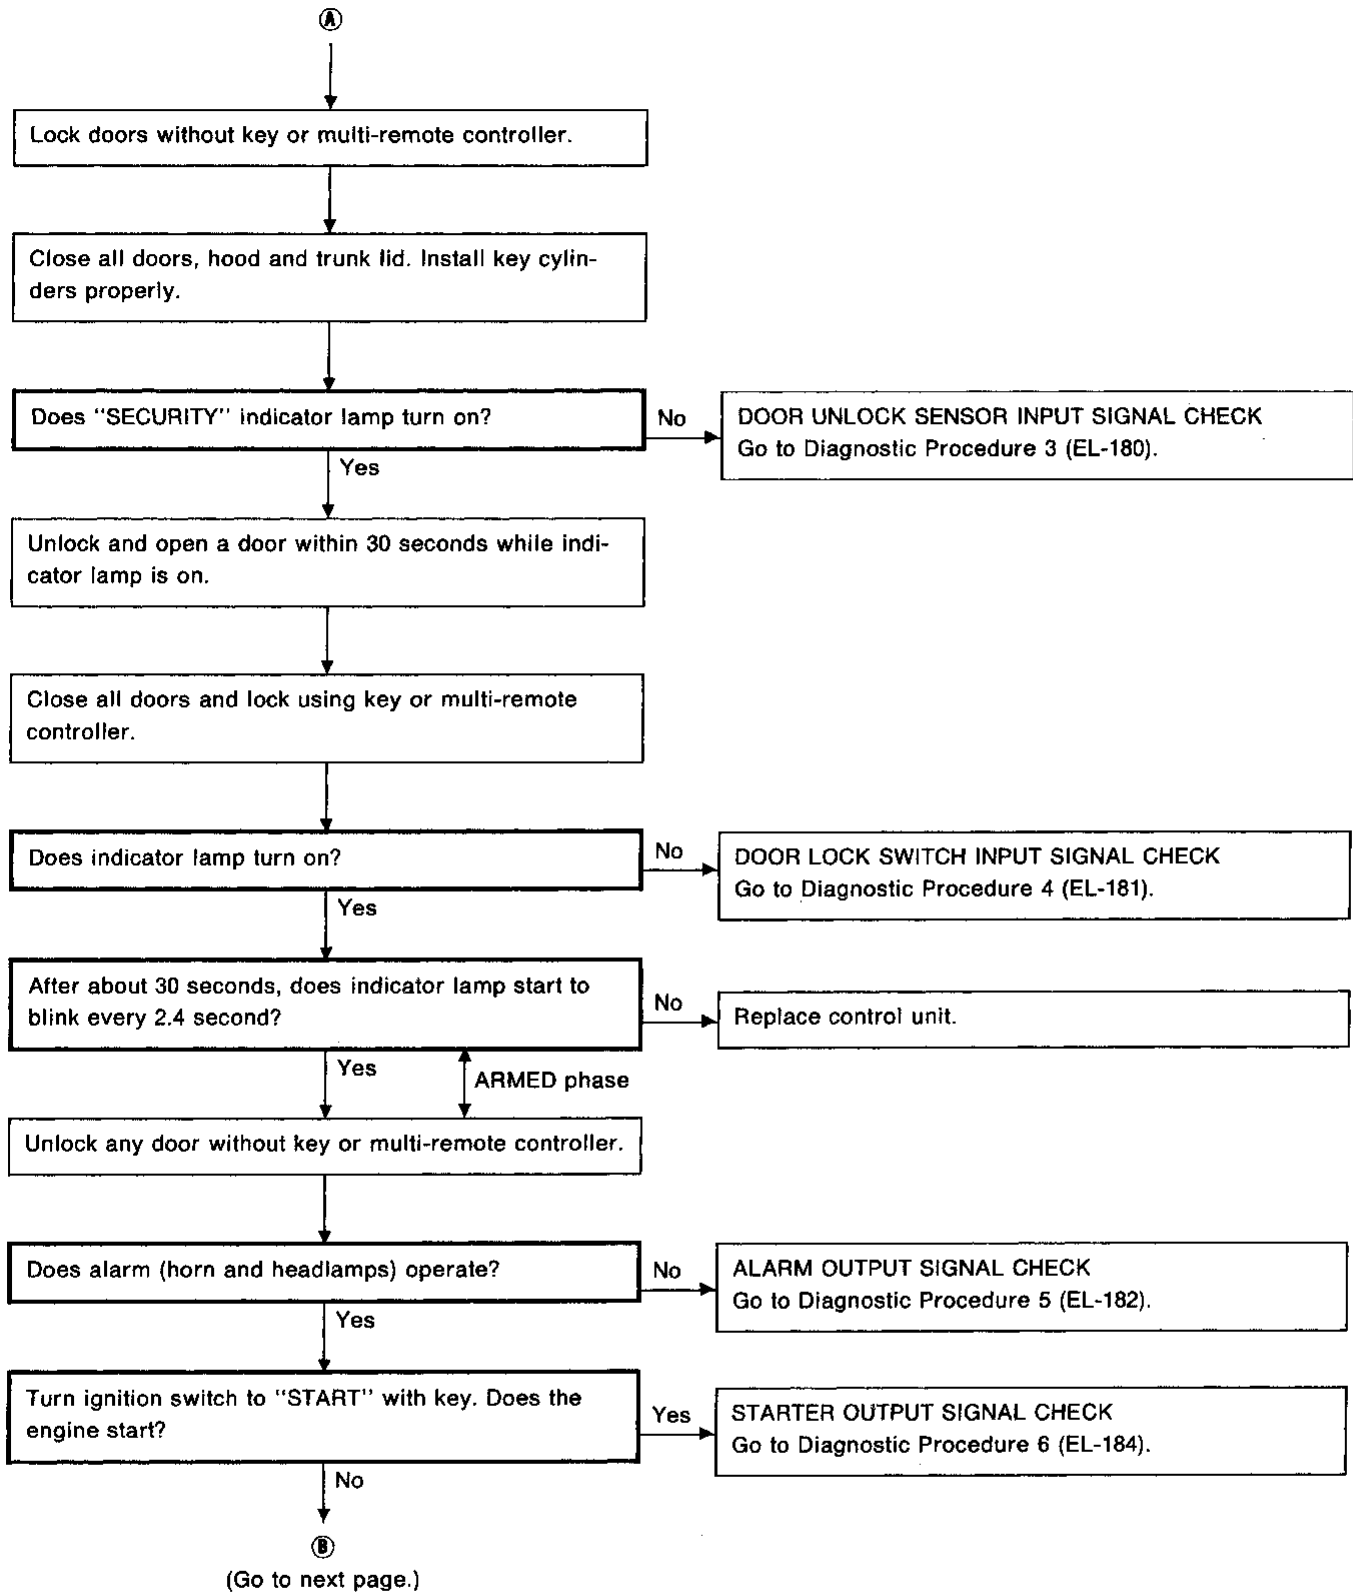 A
Lock doors without key or multi-remote controller.
Close all doors, hood and trunk lid. Install key cylin-
ders properly.
Does "SECURITY" indicator lamp turn on?
No
DOOR UNLOCK SENSOR INPUT SIGNAL CHECK
Go to Diagnostic Procedure 3 (EL-180).
Yes
Unlock and open a door within 30 seconds while indi-
cator lamp is on.
Close all doors and lock using key or multi-remote
controller.
Does indicator lamp turn on?
No
DOOR LOCK SWITCH INPUT SIGNAL CHECK
Go to Diagnostic Procedure 4 (EL-181).
Yes
After about 30 seconds, does indicator lamp start to
blink every 2.4 second?
No
Replace control unit.
Yes
ARMED phase
Unlock any door without key or multi-remote controller.
Does alarm (horn and headlamps) operate?
No
ALARM OUTPUT SIGNAL CHECK
Go to Diagnostic Procedure 5 (EL-182).
Yes
Turn ignition switch to "START" with key. Does the
engine start?
Yes
STARTER OUTPUT SIGNAL CHECK
Go to Diagnostic Procedure 6 (EL-184).
No
B
(Go to next page.)